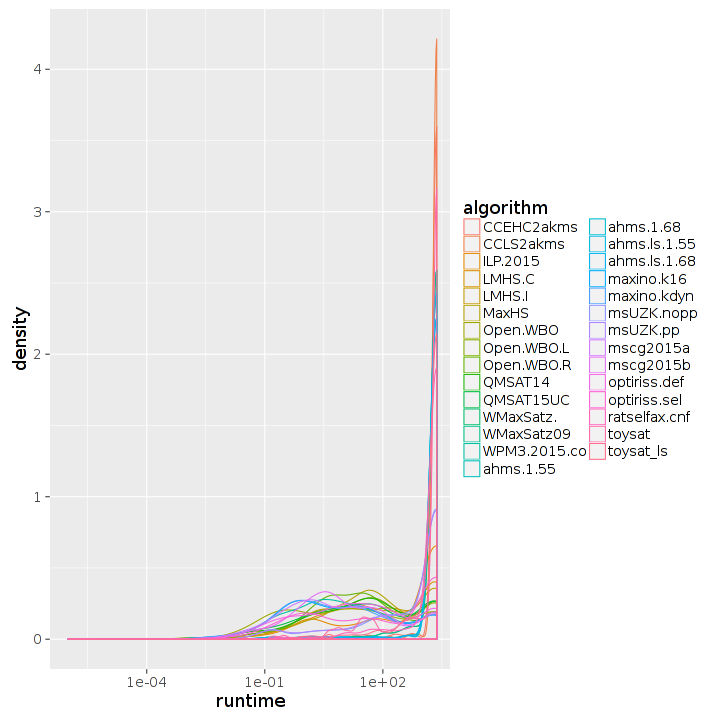 4
3
2
1
0
density
1e-04
1e-01
1e+02
runtime
algorithm
CCEHC2akms
CCLS2akms
ILP.2015
LMHS.C
LMHS.I
MaxHS
Open.WBO
Open.WBO.L
Open.WBO.R
QMSAT14
QMSAT15UC
WMaxSatz.
WMaxSatz09
WPM3.2015.co
ahms.1.55
ahms.1.68
ahms.ls.1.55
ahms.ls.1.68
maxino.k16
maxino.kdyn
msUZK.nopp
msUZK.pp
mscg2015a
mscg2015b
optiriss.def
optiriss.sel
ratselfax.cnf
toysat
toysat_ls